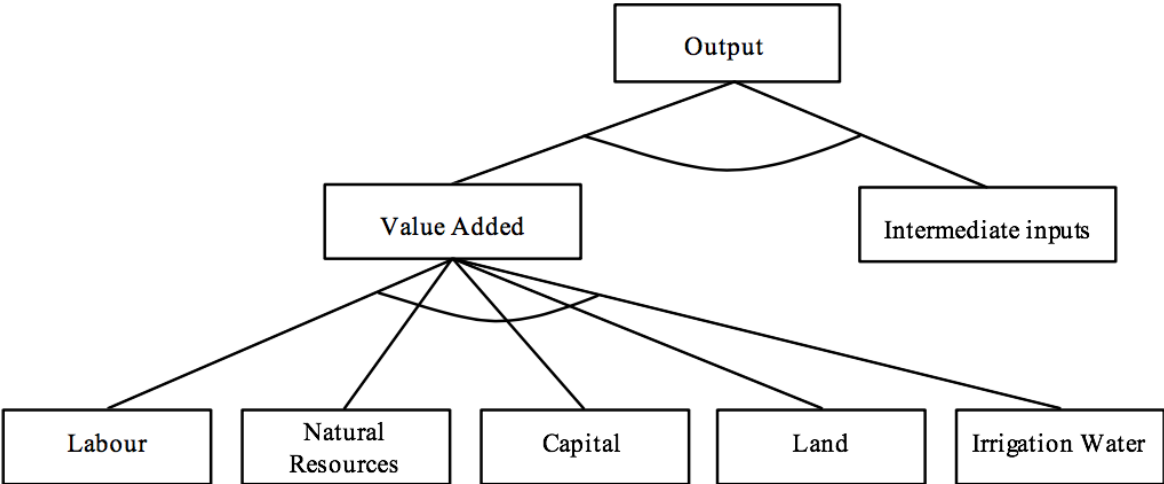 Output
Value Added
Intermediate inputs
Labour
Natural
Resources
Capital
Land
Irrigation Water